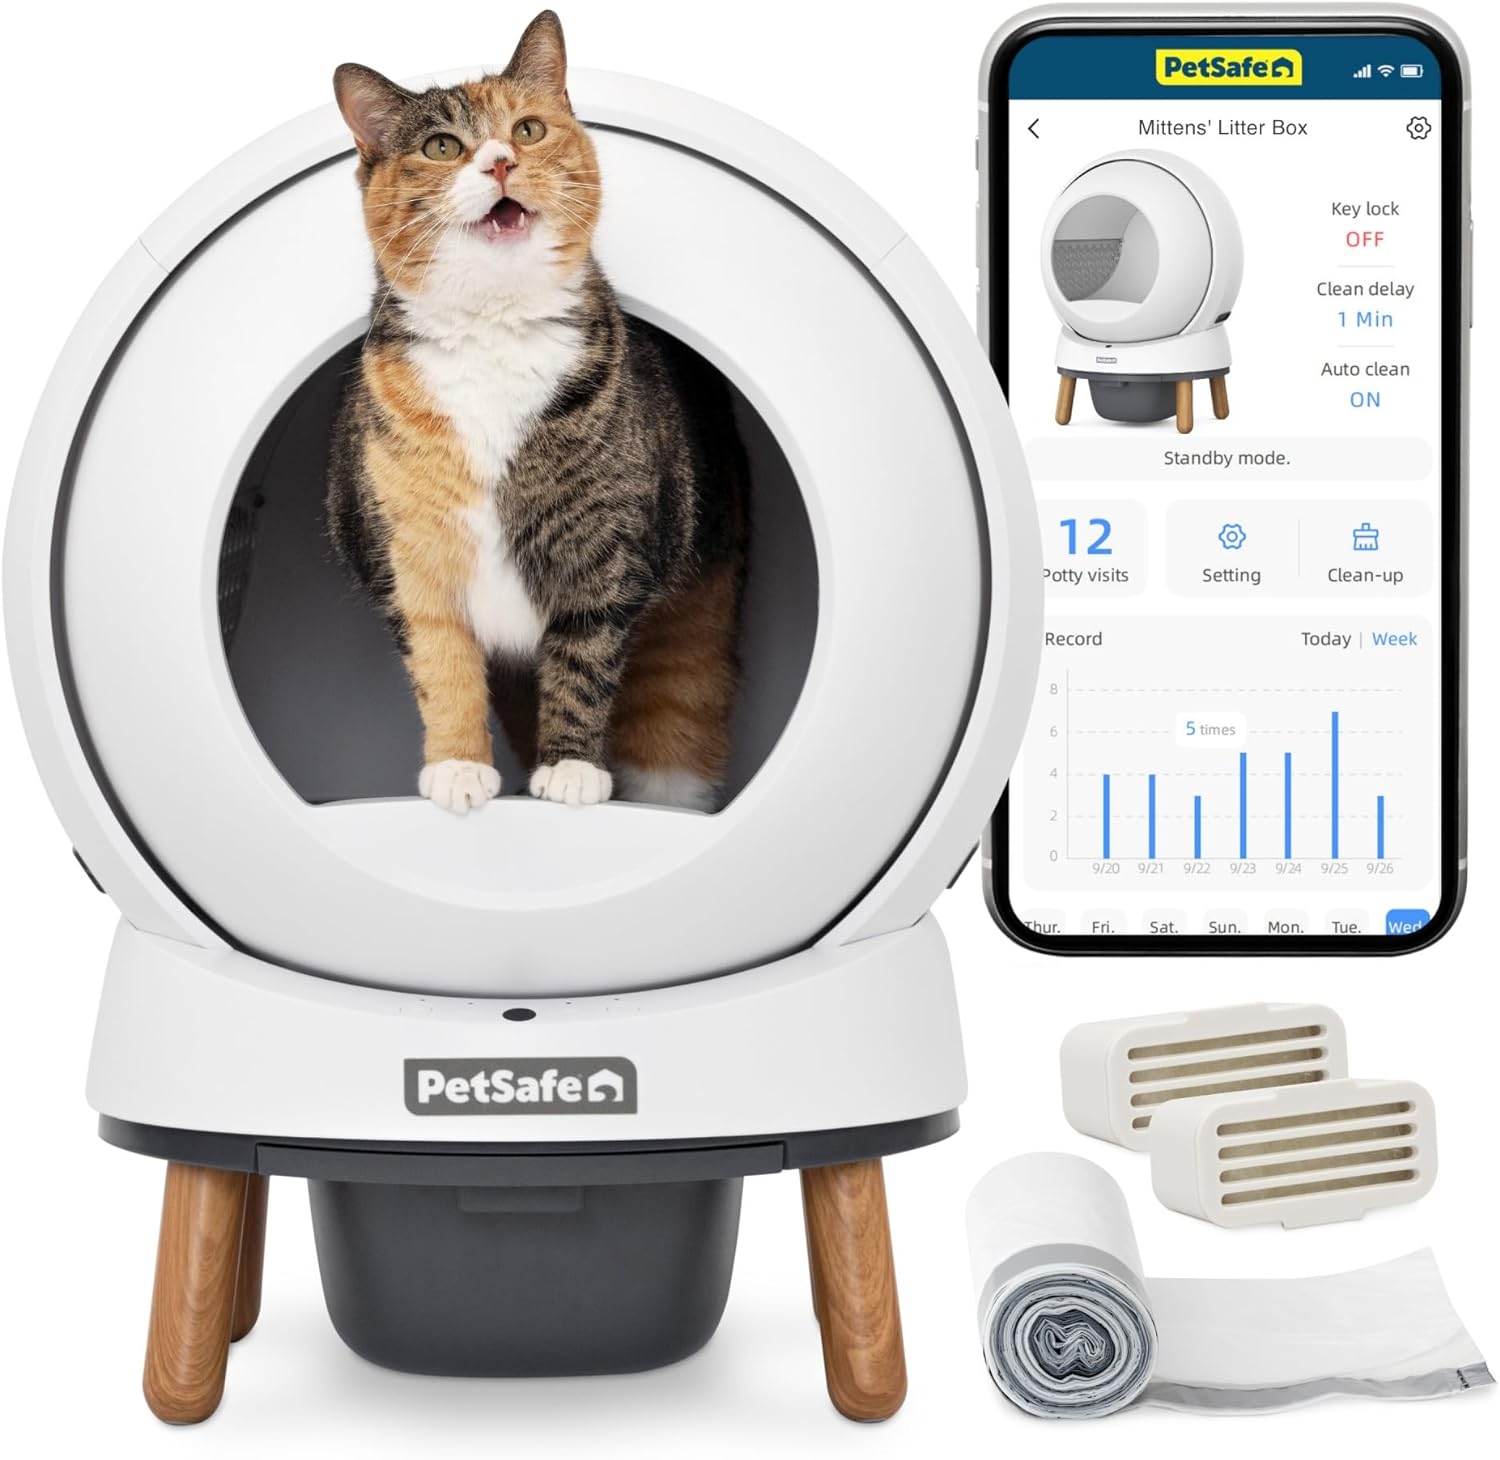 PetSafe
Mittens' Litter Box
Key lock
OFF
Clean delay
1 Min
Auto clean
ON
Standby mode.
12
Potty visits
Setting
Clean-up
Record
Today | Week
8
6
4
2
0
5 times
9/20 9/21 9/22 9/23 9/24 9/25 9/26
Thur. Fri. Sat. Sun. Mon. Tue. Wed.
PetSafe